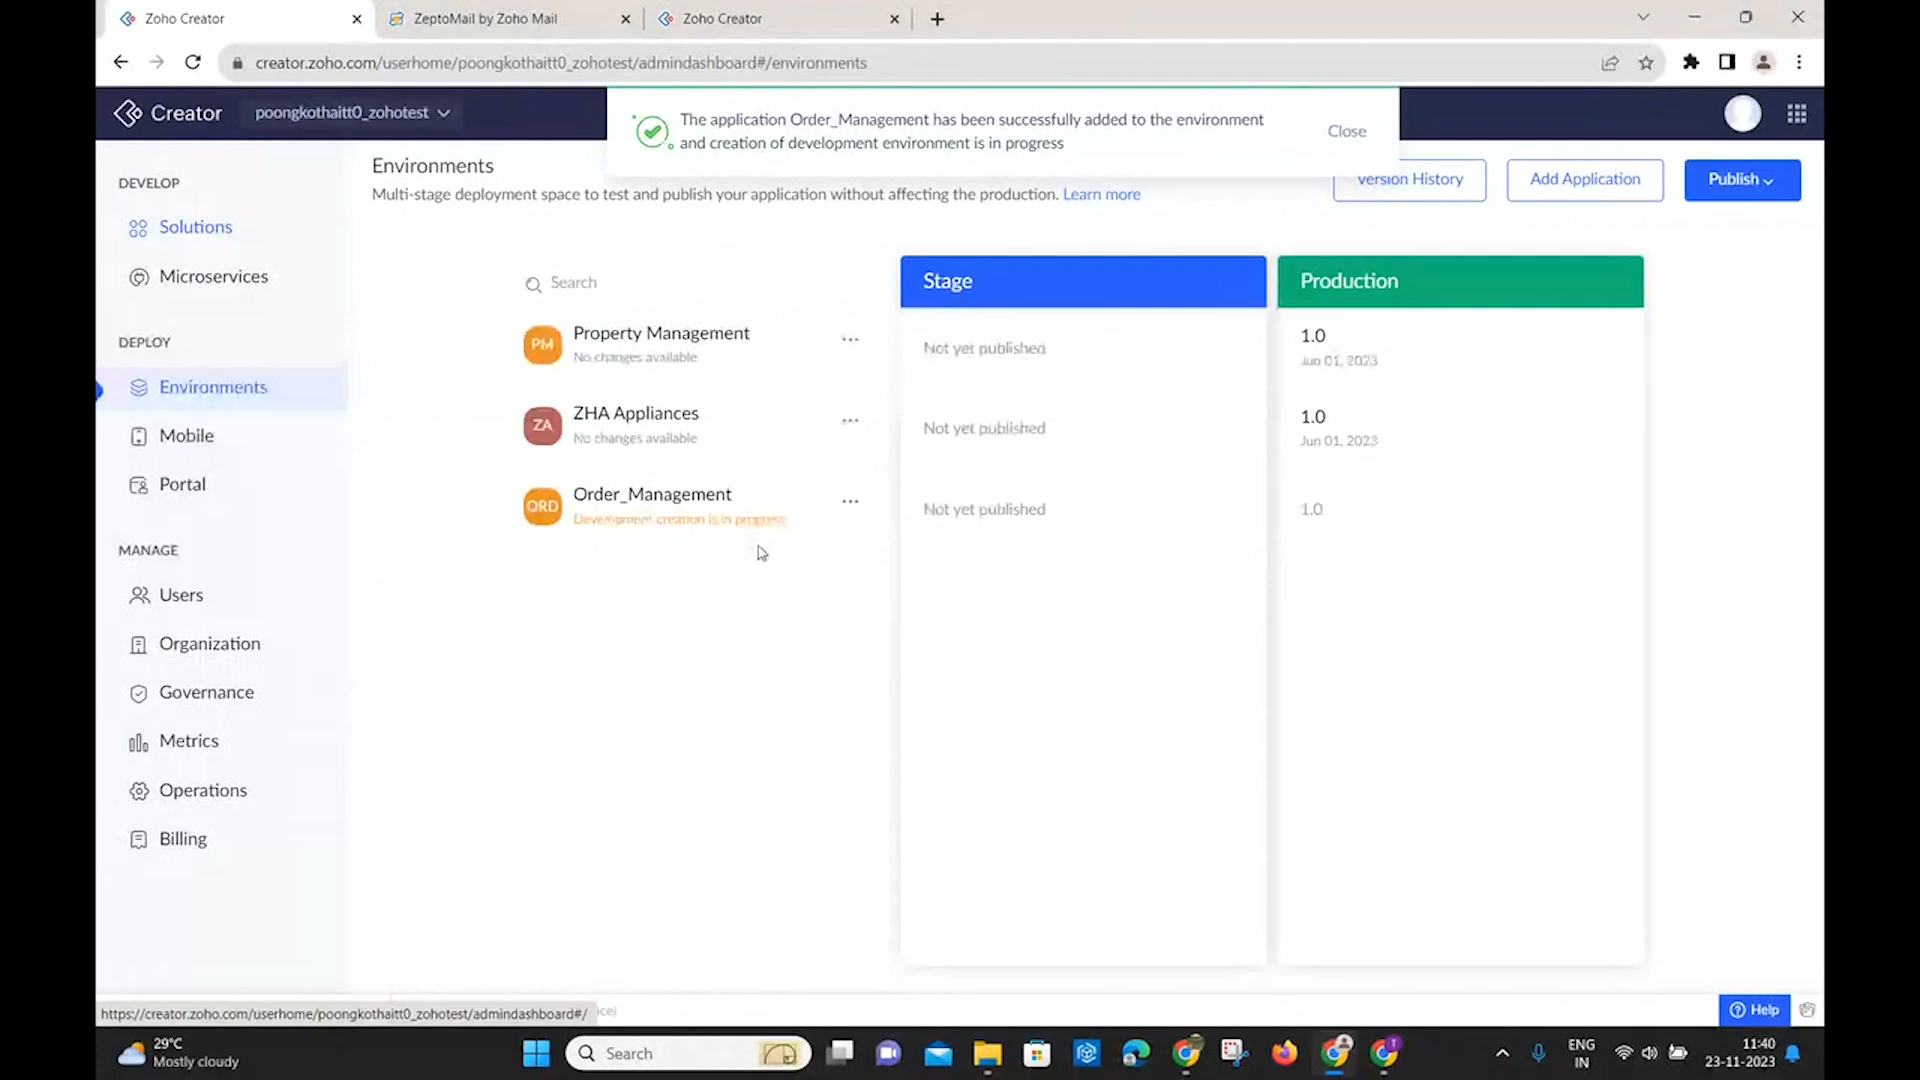 Zoho Creator
ZeptoMail by Zoho Mail
Zoho Creator
creator.zoho.com/userhome/poongkothaitt0_zohotest/admindashboard#/environments
Creator
poongkothaitt0_zohotest
The application Order_Management has been successfully added to the environment
and creation of development environment is in progress
Close
DEVELOP
Solutions
Microservices
DEPLOY
Environments
Mobile
Portal
MANAGE
Users
Organization
Governance
Metrics
Operations
Billing
Environments
Multi-stage deployment space to test and publish your application without affecting the production. Learn more
Version History
Add Application
Publish
Search
Stage
Production
PM
Property Management
No changes available
Not yet published
1.0
Jun 01, 2023
ZA
ZHA Appliances
No changes available
Not yet published
1.0
Jun 01, 2023
ORD
Order_Management
Development creation is in progress
Not yet published
1.0
https://creator.zoho.com/userhome/poongkothaitt0_zohotest/admindashboard#/
Help
29°C
Mostly cloudy
Search
ENG
IN
11:40
23-11-2023